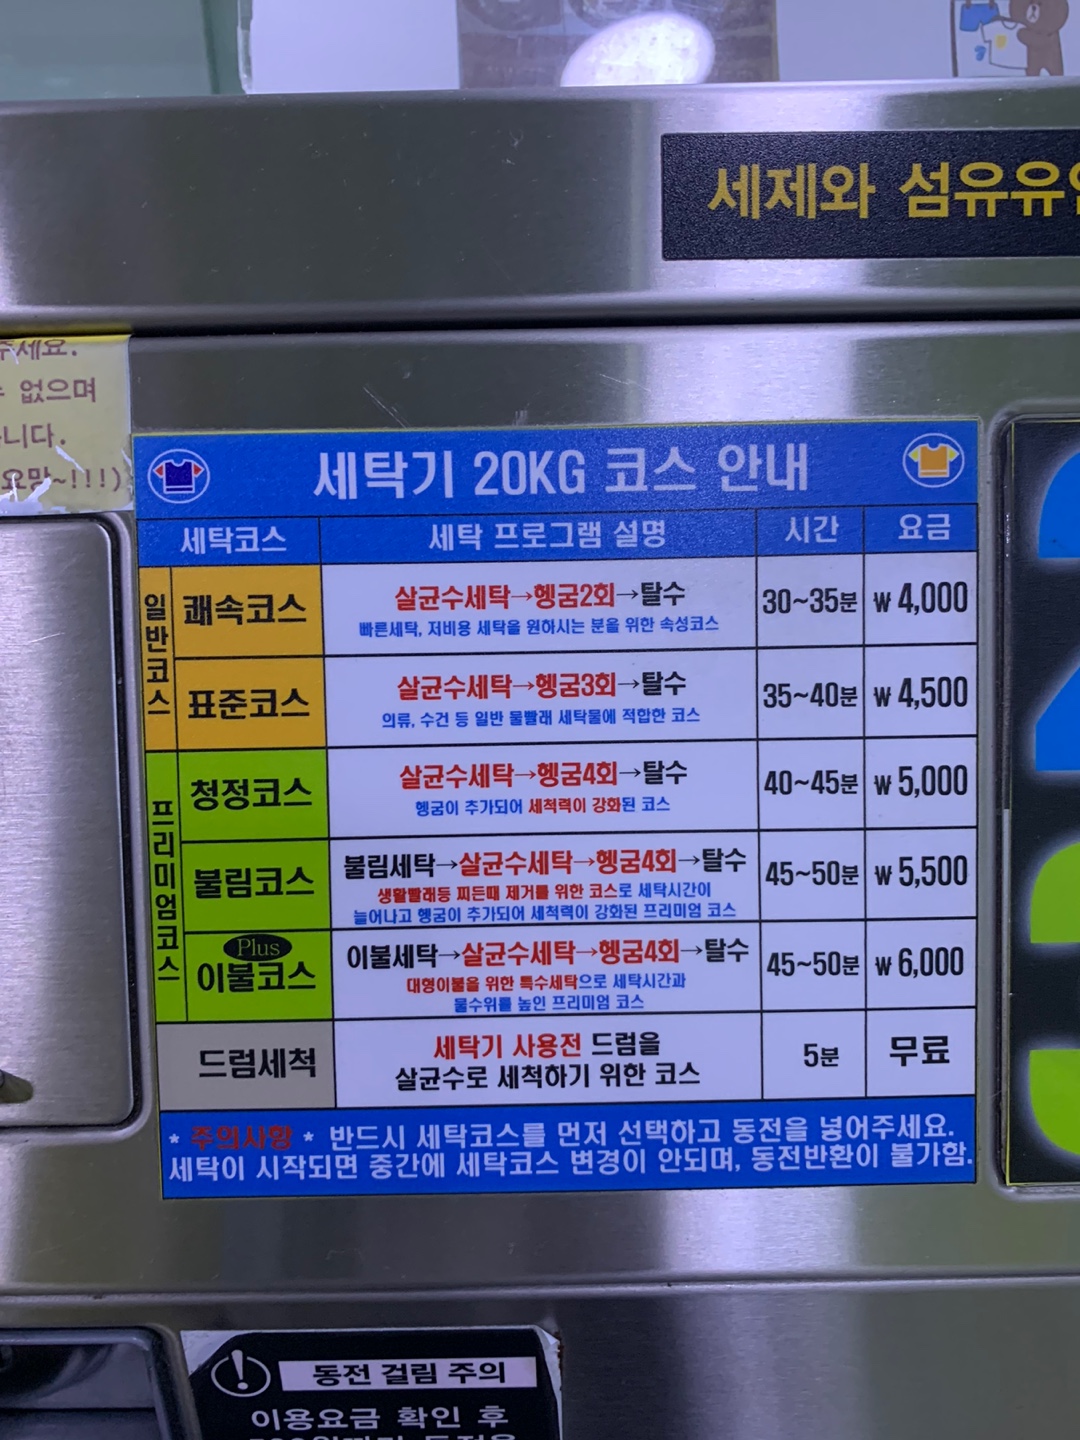 세제와 섬유유
주세요.
없으며
니다.
요망~!!!)
세탁기 20KG 코스 안내
세탁코스 세탁 프로그램 설명 시간 요금
일반코스
쾌속코스 살균수세탁→헹굼2회→탈수 30~35분 ₩ 4,000
빠른세탁, 저비용 세탁을 원하시는 분을 위한 속성코스
표준코스 살균수세탁→헹굼3회→탈수 35~40분 ₩ 4,500
의류, 수건 등 일반 물빨래 세탁물에 적합한 코스
프리미엄코스
청정코스 살균수세탁→헹굼4회→탈수 40~45분 ₩ 5,000
헹굼이 추가되어 세척력이 강화된 코스
불림코스 불림세탁→살균수세탁→헹굼4회→탈수 45~50분 ₩ 5,500
생활빨래등 찌든때 제거를 위한 코스로 세탁시간이
늘어나고 헹굼이 추가되어 세척력이 강화된 프리미엄 코스
Plus
이불코스 이불세탁→살균수세탁→헹굼4회→탈수 45~50분 ₩ 6,000
대형이불을 위한 특수세탁으로 세탁시간과
물수위를 높인 프리미엄 코스
드럼세척 세탁기 사용전 드럼을 5분 무료
살균수로 세척하기 위한 코스
* 주의사항 * 반드시 세탁코스를 먼저 선택하고 동전을 넣어주세요.
세탁이 시작되면 중간에 세탁코스 변경이 안되며, 동전반환이 불가함.
동전 걸림 주의
이용요금 확인 후